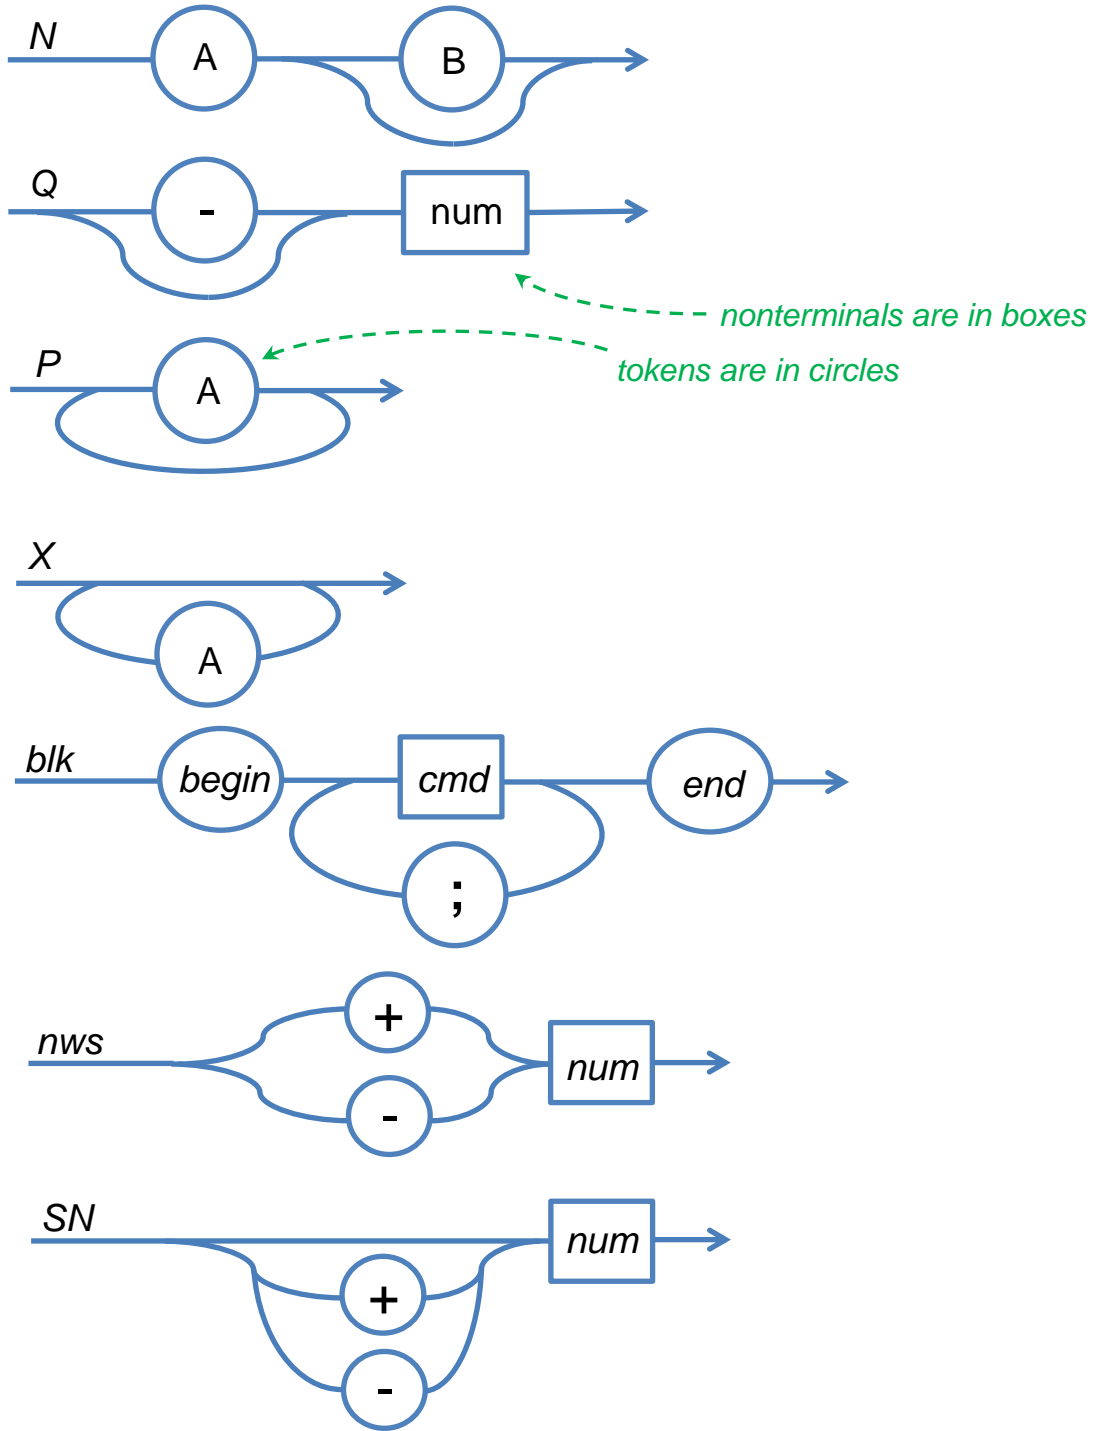 N
A
B
Q
-
num
nonterminals are in boxes
P
A
tokens are in circles
X
A
blk
begin
cmd
end
;
+
nws
num
-
SN
num
+
-